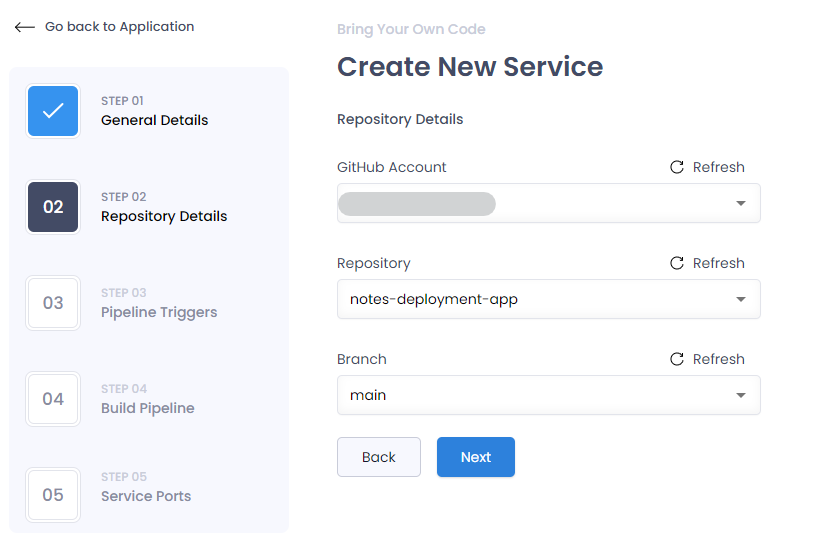 Go back to Application
STEP 01
General Details
02
STEP 02
Repository Details
03
STEP 03
Pipeline Triggers
04
STEP 04
Build Pipeline
05
STEP 05
Service Ports
Bring Your Own Code
Create New Service
Repository Details
GitHub Account
Refresh
Repository
Refresh
notes-deployment-app
Branch
Refresh
main
Back
Next